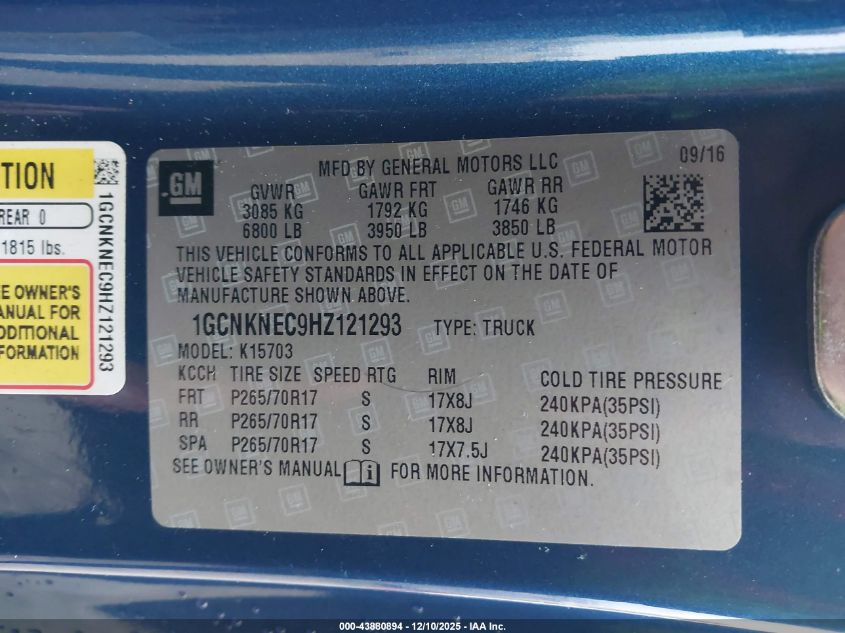 TION
REAR 0
1815 lbs.
E OWNER'S
ANUAL FOR
DDITIONAL
FORMATION
1GCNKNEC9HZ121293
GM
MFD BY GENERAL MOTORS LLC
09/16
GVWR GAWR FRT GAWR RR
3085 KG 1792 KG 1746 KG
6800 LB 3950 LB 3850 LB
THIS VEHICLE CONFORMS TO ALL APPLICABLE U.S. FEDERAL MOTOR
VEHICLE SAFETY STANDARDS IN EFFECT ON THE DATE OF
MANUFACTURE SHOWN ABOVE.
1GCNKNEC9HZ121293 TYPE: TRUCK
MODEL: K15703
KCCH TIRE SIZE SPEED RTG RIM COLD TIRE PRESSURE
FRT P265/70R17 S 17X8J 240KPA(35PSI)
RR P265/70R17 S 17X8J 240KPA(35PSI)
SPA P265/70R17 S 17X7.5J 240KPA(35PSI)
SEE OWNER'S MANUAL FOR MORE INFORMATION.
000-43880894 - 12/10/2025 - IAA Inc.